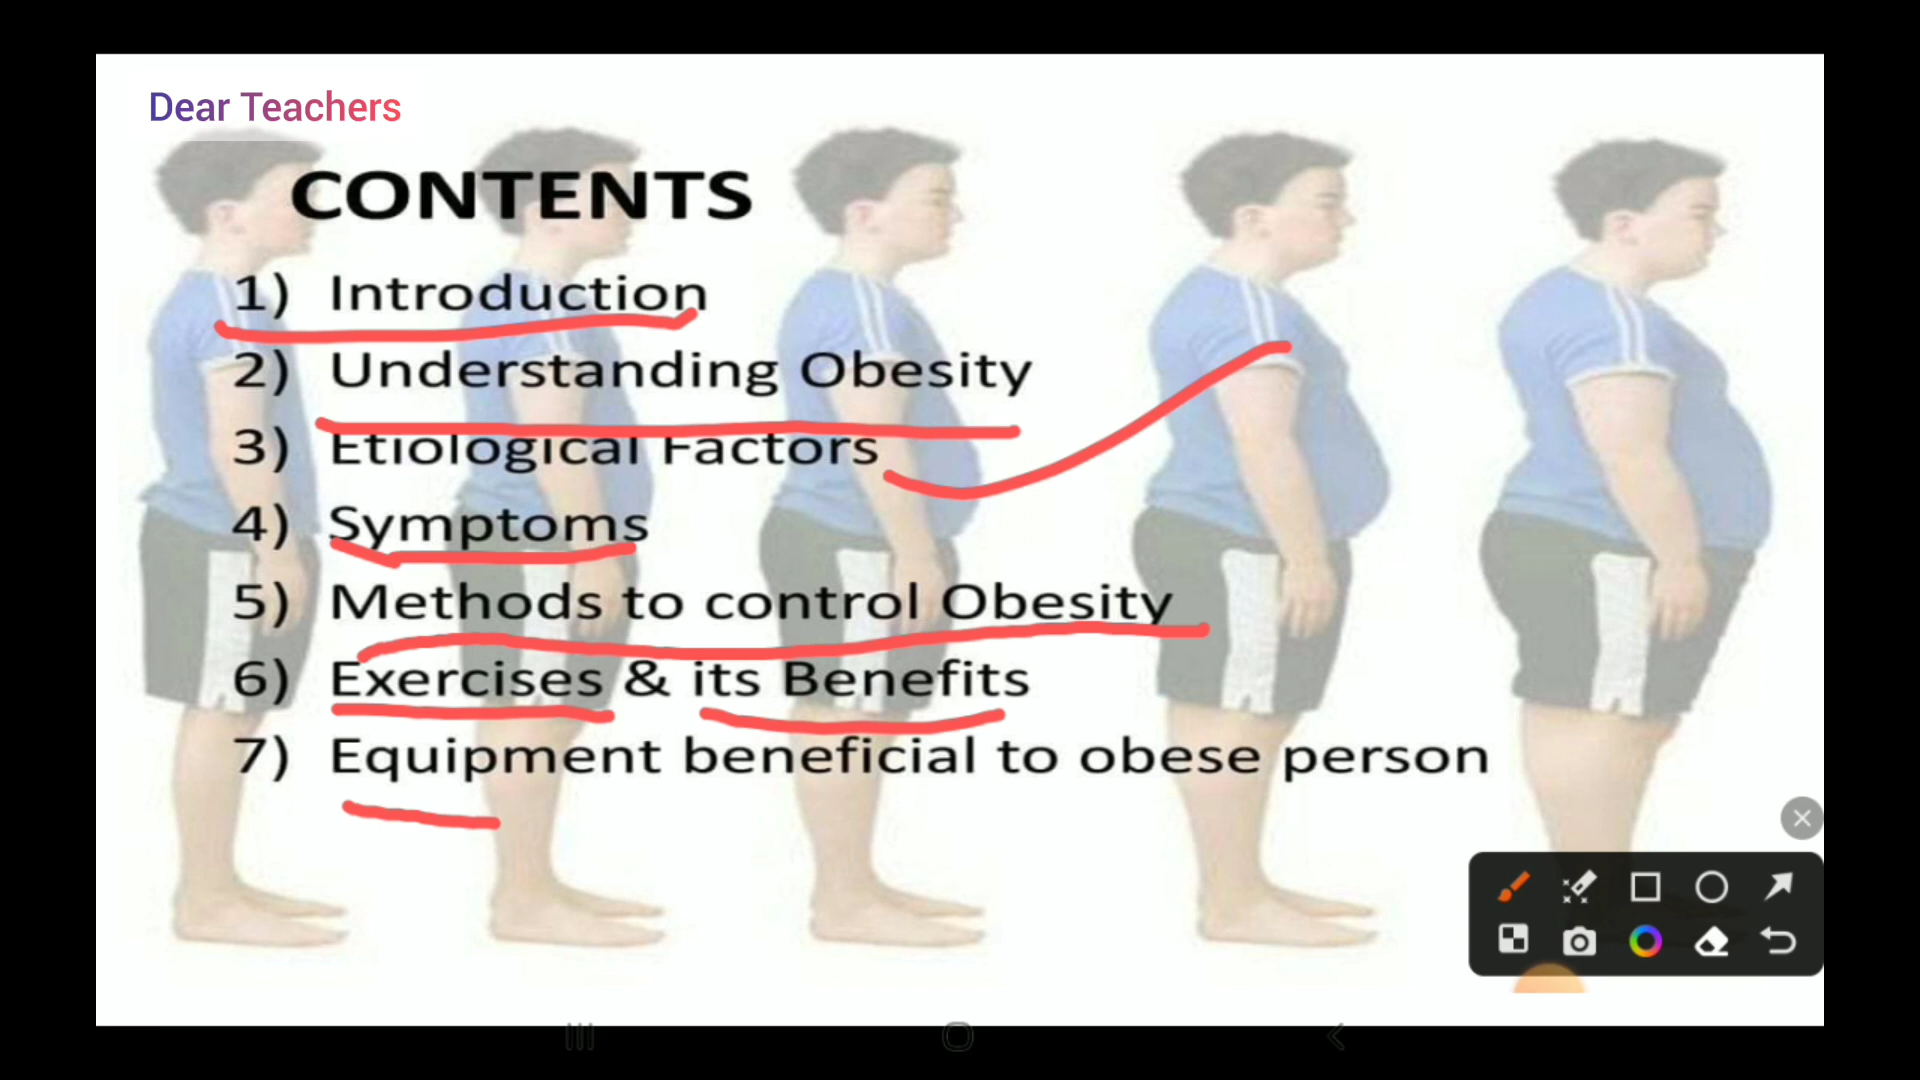 Dear Teachers
CONTENTS
1) Introduction
2) Understanding Obesity
3) Etiological Factors
4) Symptoms
5) Methods to control Obesity
6) Exercises & its Benefits
7) Equipment beneficial to obese person